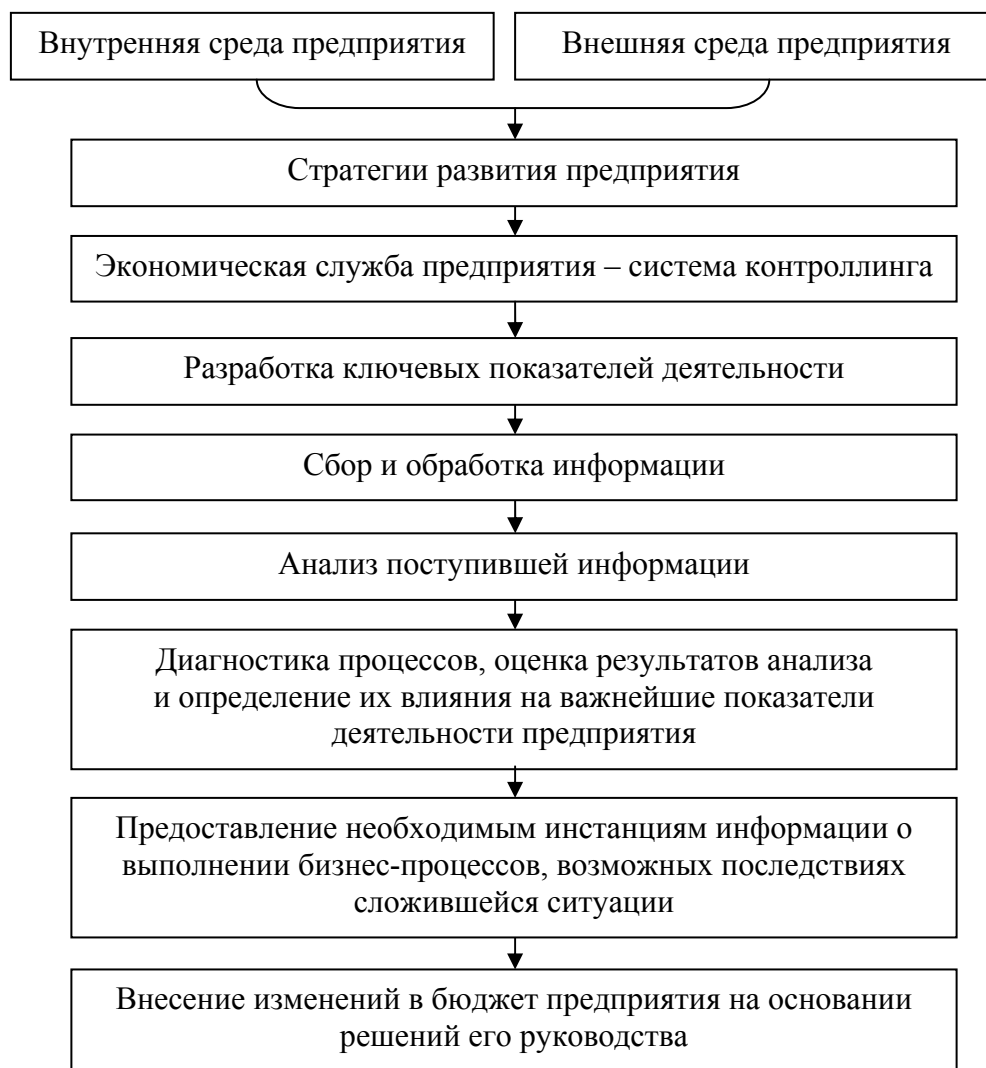 Внутренняя среда предприятия
Внешняя среда предприятия
Стратегии развития предприятия
Экономическая служба предприятия – система контроллинга
Разработка ключевых показателей деятельности
Сбор и обработка информации
Анализ поступившей информации
Диагностика процессов, оценка результатов анализа
и определение их влияния на важнейшие показатели
деятельности предприятия
Предоставление необходимым инстанциям информации о
выполнении бизнес-процессов, возможных последствиях
сложившейся ситуации
Внесение изменений в бюджет предприятия на основании
решений его руководства